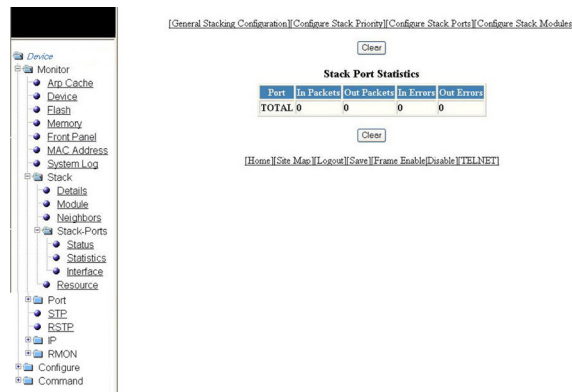 [General Stacking Configuration][Configure Stack Priority][Configure Stack Ports][Configure Stack Modules
Clear
Stack Port Statistics
Port In Packets Out Packets In Errors Out Errors
TOTAL 0 0 0 0
Clear
[Home][Site Map][Logout][Save][Frame Enable|Disable][TELNET]
Device
Monitor
Arp Cache
Device
Flash
Memory
Front Panel
MAC Address
System Log
Stack
Details
Module
Neighbors
Stack-Ports
Status
Statistics
Interface
Resource
Port
STP
RSTP
IP
RMON
Configure
Command